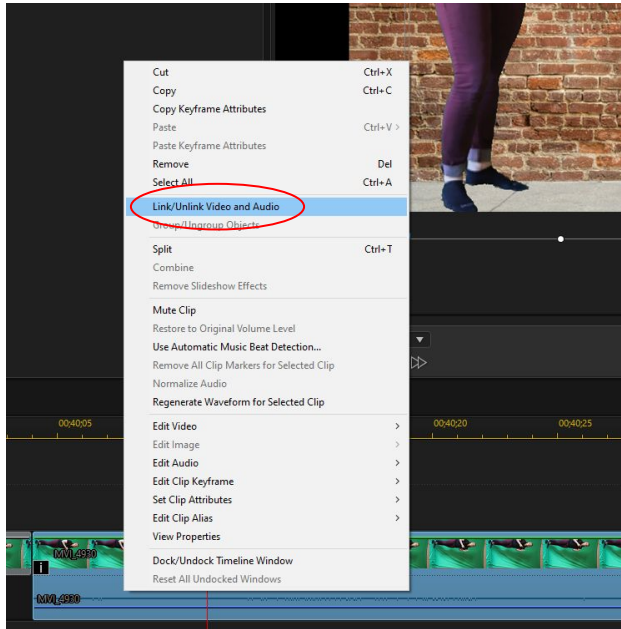 Cut Ctrl+X
Copy Ctrl+C
Copy Keyframe Attributes
Paste Ctrl+V >
Paste Keyframe Attributes
Remove Del
Select All Ctrl+A
Link/Unlink Video and Audio
Group/Ungroup Objects
Split Ctrl+T
Combine
Remove Slideshow Effects
Mute Clip
Restore to Original Volume Level
Use Automatic Music Beat Detection...
Remove All Clip Markers for Selected Clip
Normalize Audio
Regenerate Waveform for Selected Clip
00;40;05 00;40;20 00;40;25
Edit Video >
Edit Image >
Edit Audio >
Edit Clip Keyframe >
Set Clip Attributes >
Edit Clip Alias >
View Properties
MVI_4930
Dock/Undock Timeline Window
i
Reset All Undocked Windows
MVI_4930